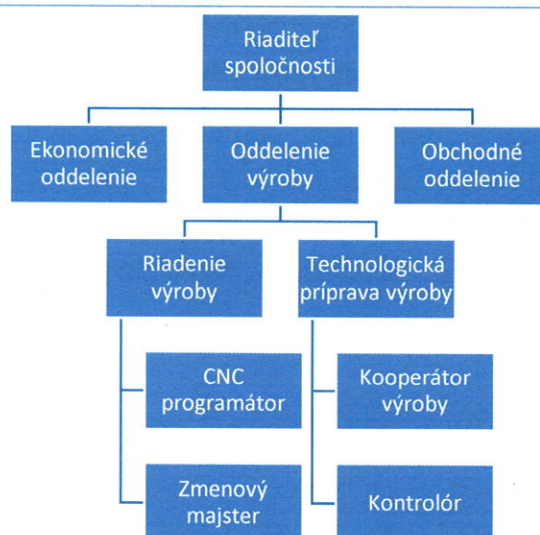 Riaditeľ
spoločnosti
Ekonomické
oddelenie
Oddelenie
výroby
Obchodné
oddelenie
Riadenie
výroby
Technologická
príprava výroby
CNC
programátor
Kooperátor
výroby
Zmenový
majster
Kontrolór